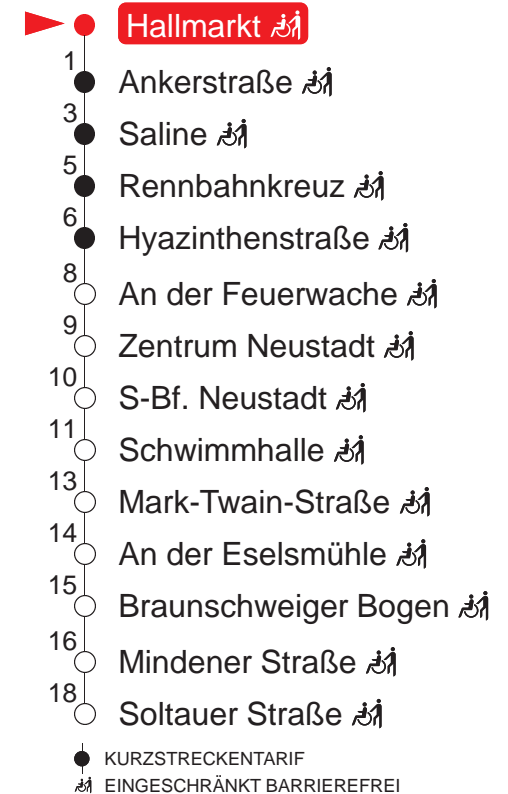 Hallmarkt
1
Ankerstraße
3
Saline
5
Rennbahnkreuz
6
Hyazinthenstraße
8
An der Feuerwache
9
Zentrum Neustadt
10
S-Bf. Neustadt
11
Schwimmhalle
13
Mark-Twain-Straße
14
An der Eselsmühle
15
Braunschweiger Bogen
16
Mindener Straße
18
Soltauer Straße
KURZSTRECKENTARIF
EINGESCHRÄNKT BARRIEREFREI